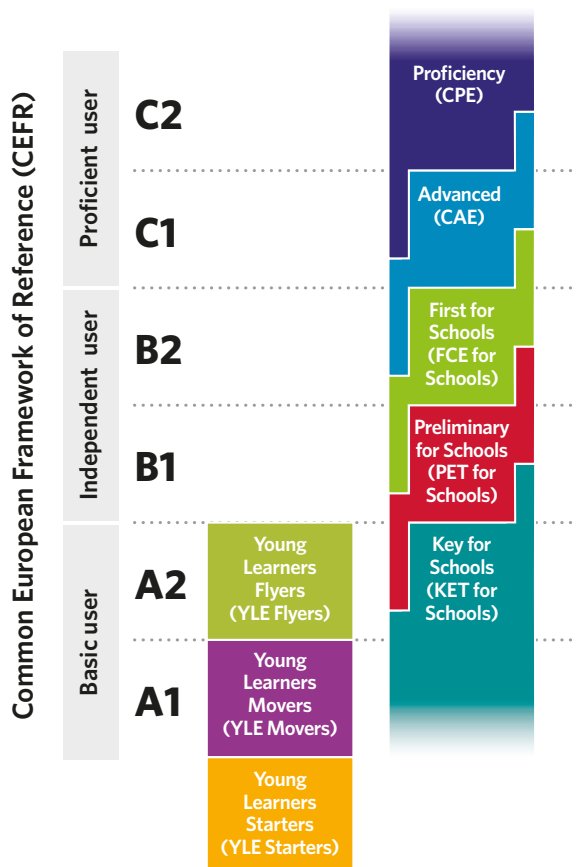 Common European Framework of Reference (CEFR)
Proficient user
Independent user
Basic user
C2
C1
B2
B1
A2
A1
Young
Learners
Flyers
(YLE Flyers)
Young
Learners
Movers
(YLE Movers)
Young
Learners
Starters
(YLE Starters)
Proficiency
(CPE)
Advanced
(CAE)
First for
Schools
(FCE for
Schools)
Preliminary
for Schools
(PET for
Schools)
Key for
Schools
(KET for
Schools)